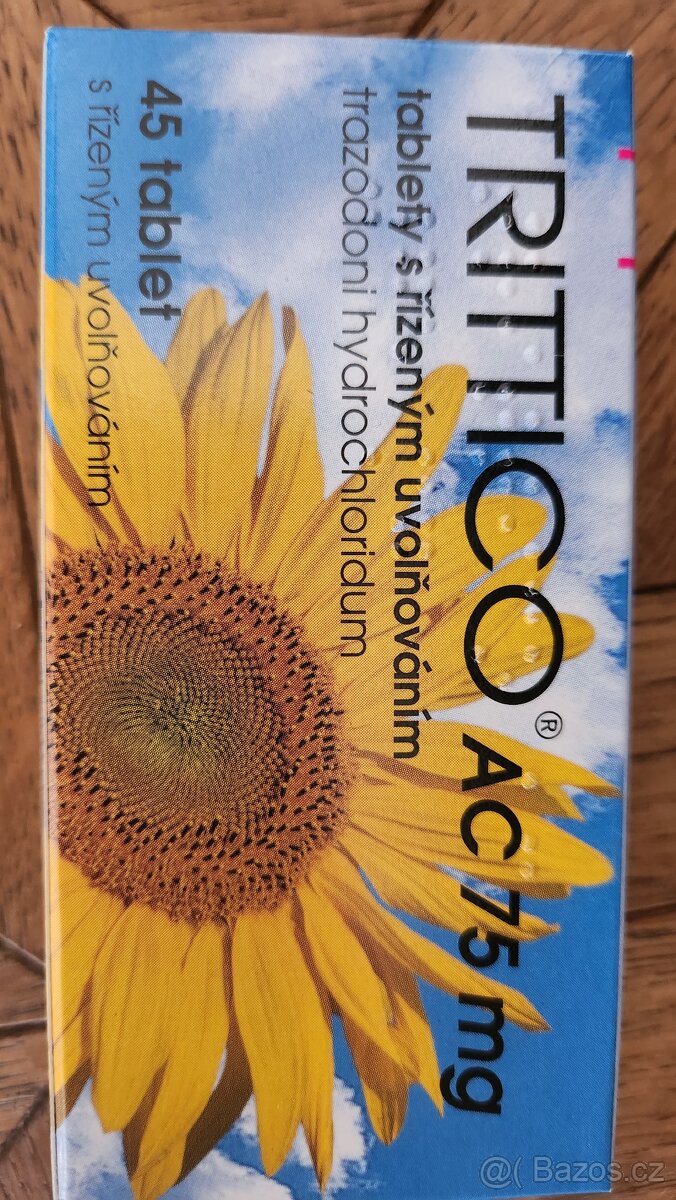 TRITTICO® AC 75 mg
tablety s řízeným uvolňováním
trazodoni hydrochloridum
45 tablet
s řízeným uvolňováním
@( Bazos.cz